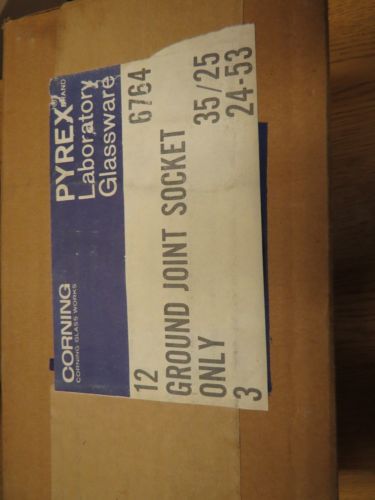 CORNING
CORNING GLASS WORKS
PYREX® BRAND
Laboratory
Glassware
12 6764
GROUND JOINT SOCKET
ONLY 35/25
3 24-53